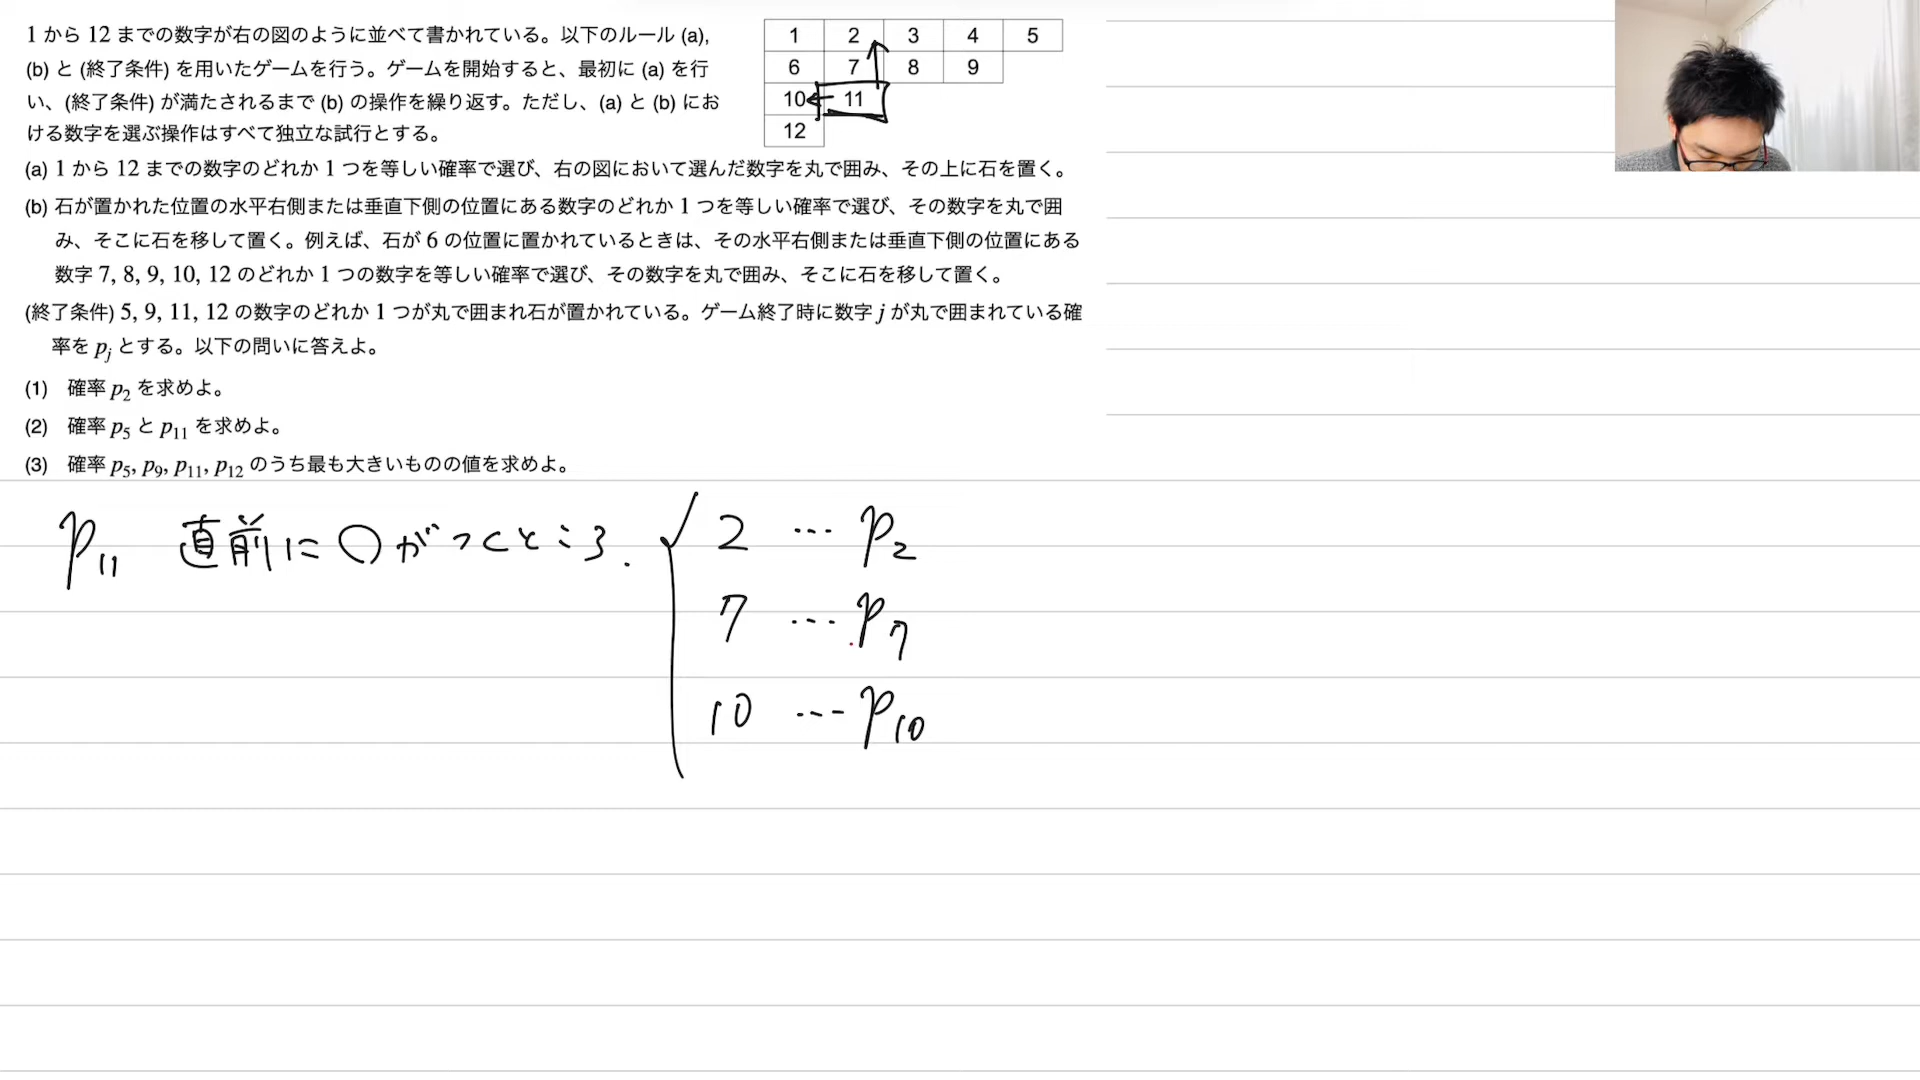 1 から 12 までの数字が右の図のように並べて書かれている。以下のルール (a),
(b) と (終了条件) を用いたゲームを行う。ゲームを開始すると、最初に (a) を行
い、(終了条件) が満たされるまで (b) の操作を繰り返す。ただし、(a) と (b) にお
ける数字を選ぶ操作はすべて独立な試行とする。
1 2 3 4 5
6 7 8 9
10 11
12
(a) 1 から 12 までの数字のどれか 1 つを等しい確率で選び、右の図において選んだ数字を丸で囲み、その上に石を置く。
(b) 石が置かれた位置の水平右側または垂直下側の位置にある数字のどれか 1 つを等しい確率で選び、その数字を丸で囲
み、そこに石を移して置く。例えば、石が 6 の位置に置かれているときは、その水平右側または垂直下側の位置にある
数字 7, 8, 9, 10, 12 のどれか 1 つの数字を等しい確率で選び、その数字を丸で囲み、そこに石を移して置く。
(終了条件) 5, 9, 11, 12 の数字のどれか 1 つが丸で囲まれ石が置かれている。ゲーム終了時に数字 j が丸で囲まれている確
率を pj とする。以下の問いに答えよ。
(1) 確率 p2 を求めよ。
(2) 確率 p5 と p11 を求めよ。
(3) 確率 p5, p9, p11, p12 のうち最も大きいものの値を求めよ。
p11 直前に○がつくところ. 2 … p2
7 … p7
10 … p10